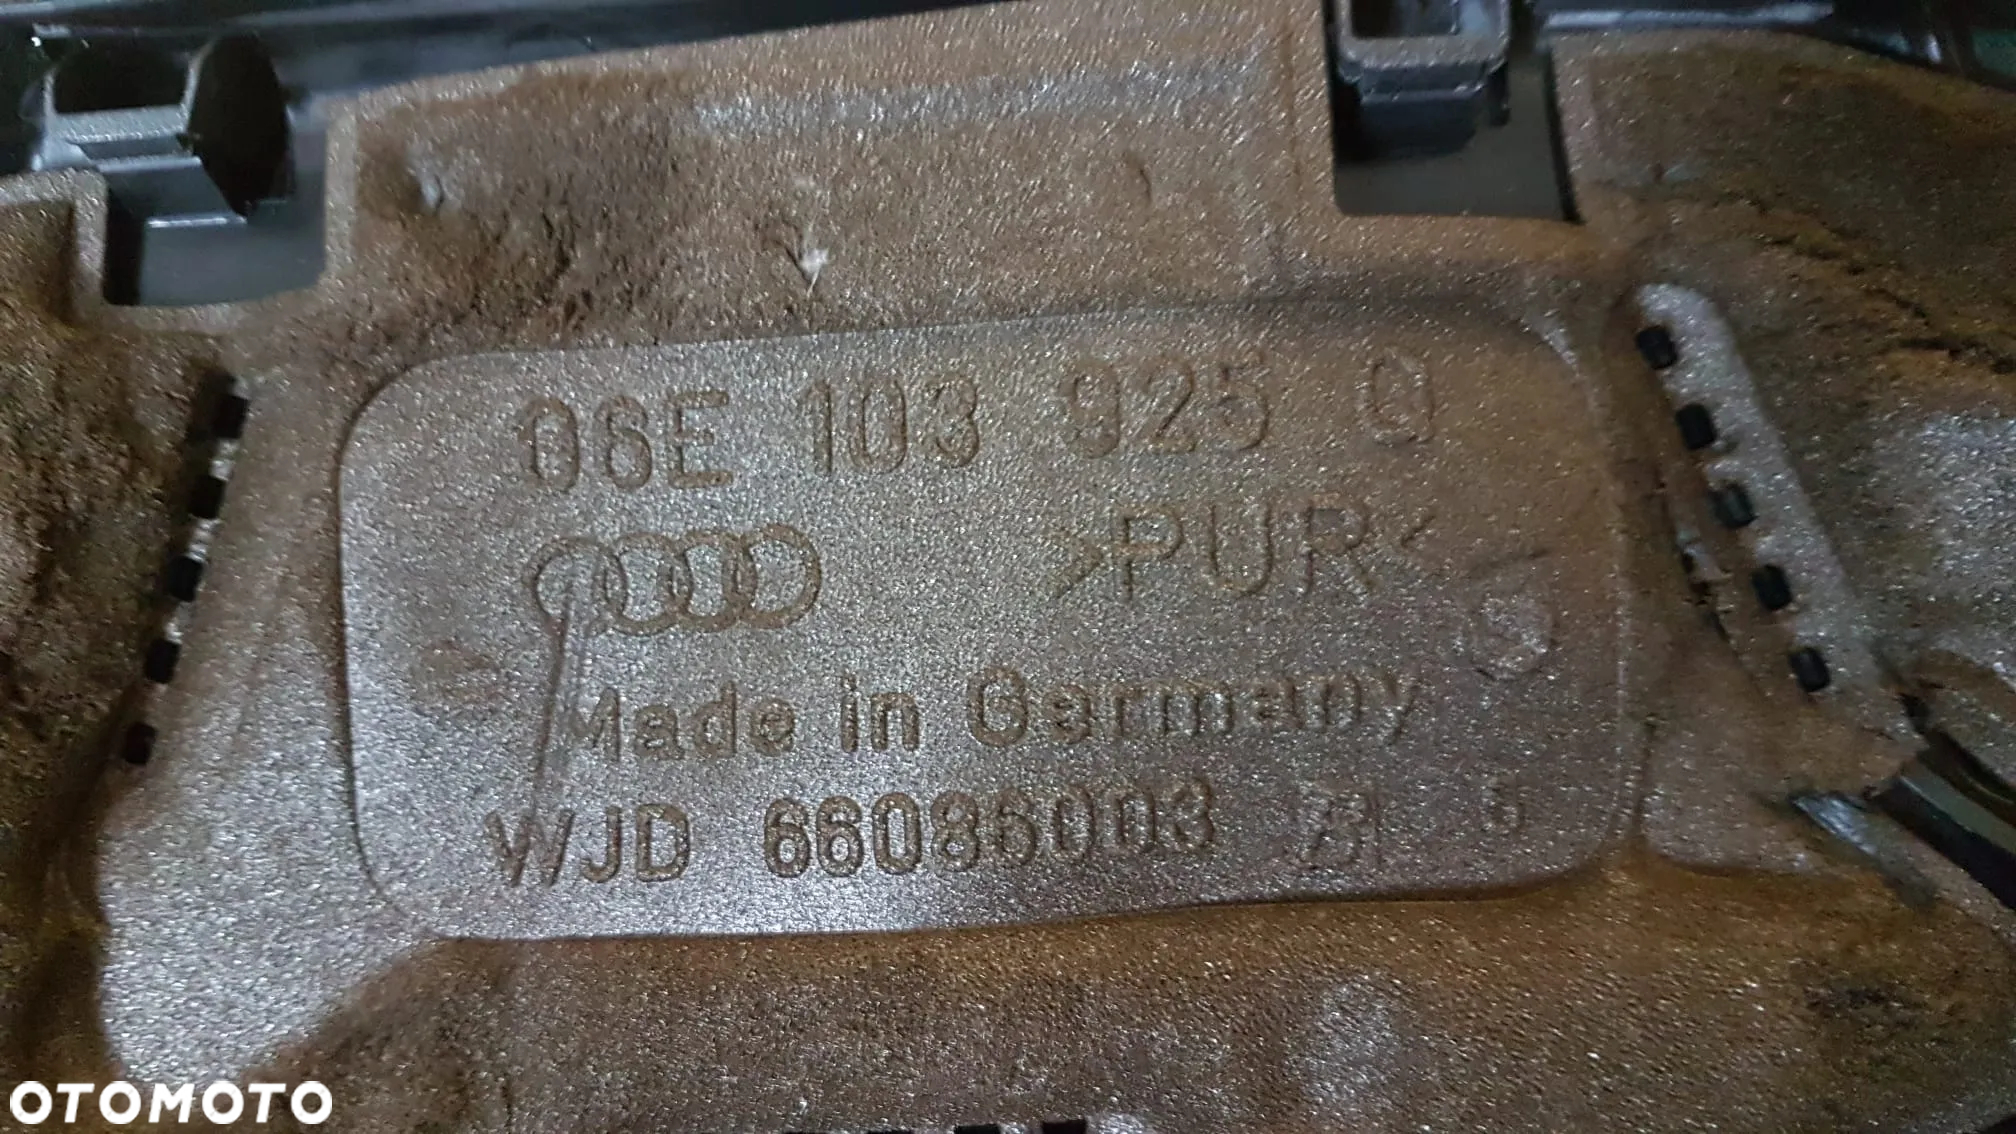 06E 103 925 Q
>PUR<
Made in Germany
WJD 66086003
OTOMOTO